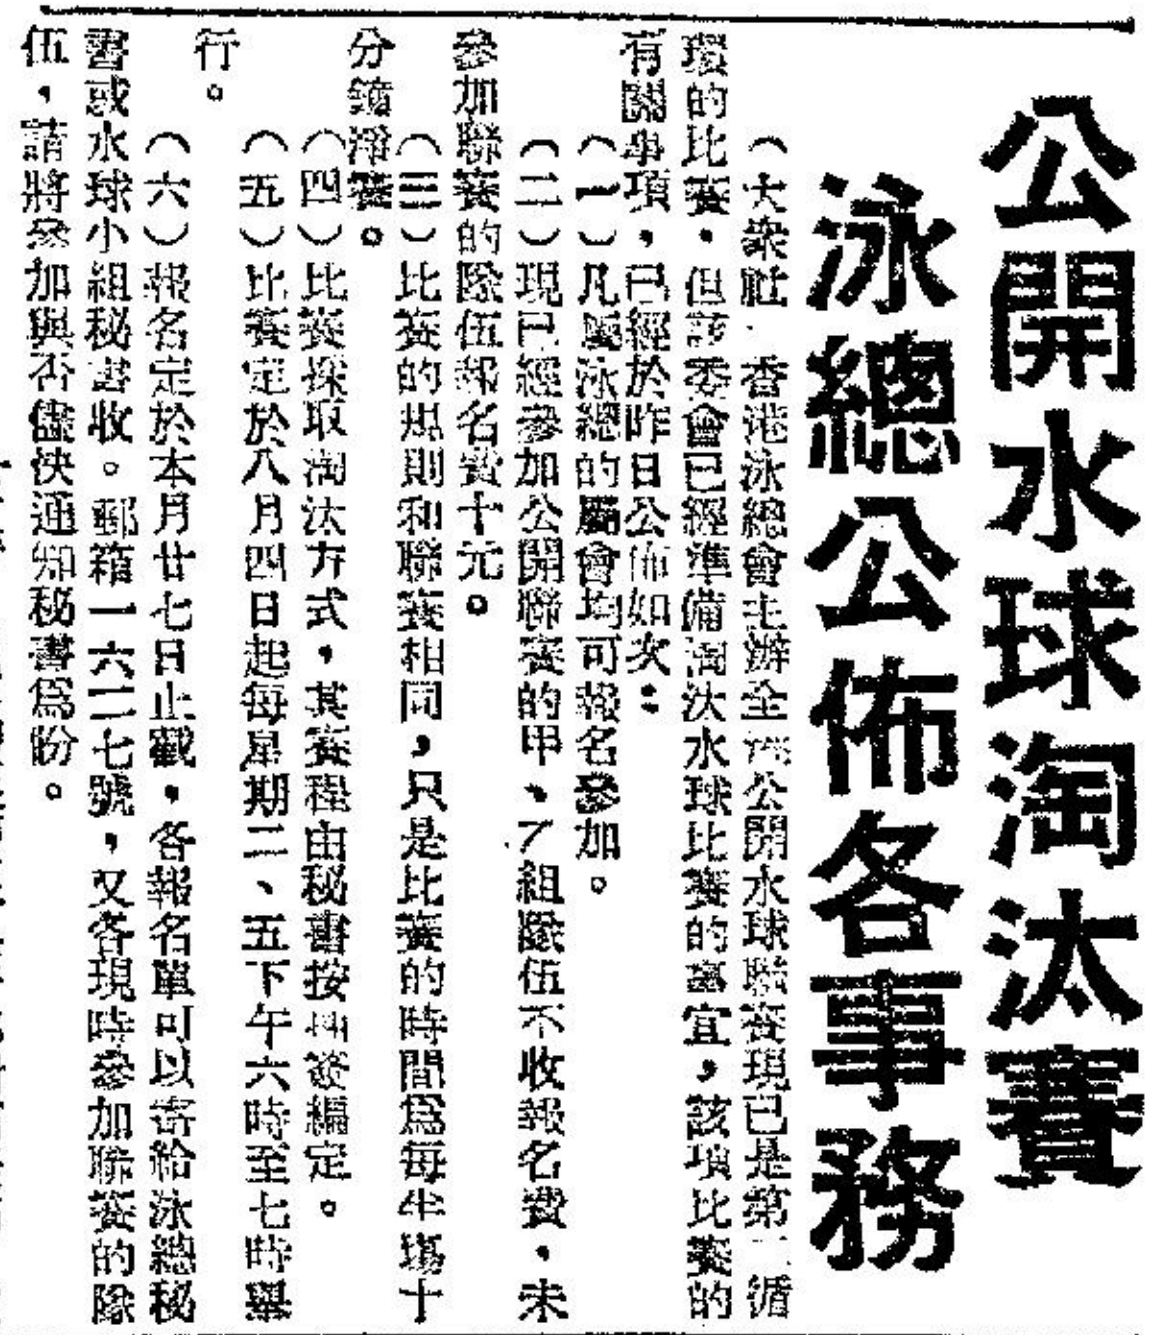 公開水球淘汰賽
泳總公佈各事務
（大衆社）香港泳總會主辦全港公開水球聯賽現已是第二循
環的比賽，但該委會已經準備淘汰水球比賽的事宜，該項比賽的
有關事項，已經於昨日公佈如次：
（一）凡屬泳總的屬會均可報名參加。
（二）現已經參加公開聯賽的甲、乙組隊伍不收報名費，未
參加聯賽的隊伍報名費十元。
（三）比賽的規則和聯賽相同，只是比賽的時間爲每半塲十
分鐘淨賽。
（四）比賽採取淘汰方式，其賽程由秘書按抽簽編定。
（五）比賽定於八月四日起每星期二、五下午六時至七時舉
行。
（六）報名定於本月廿七日止截，各報名單可以寄給泳總秘
書或水球小組秘書收。郵箱一六二七號，又各現時參加聯賽的隊
伍，請將參加與否儘快通知秘書爲盼。